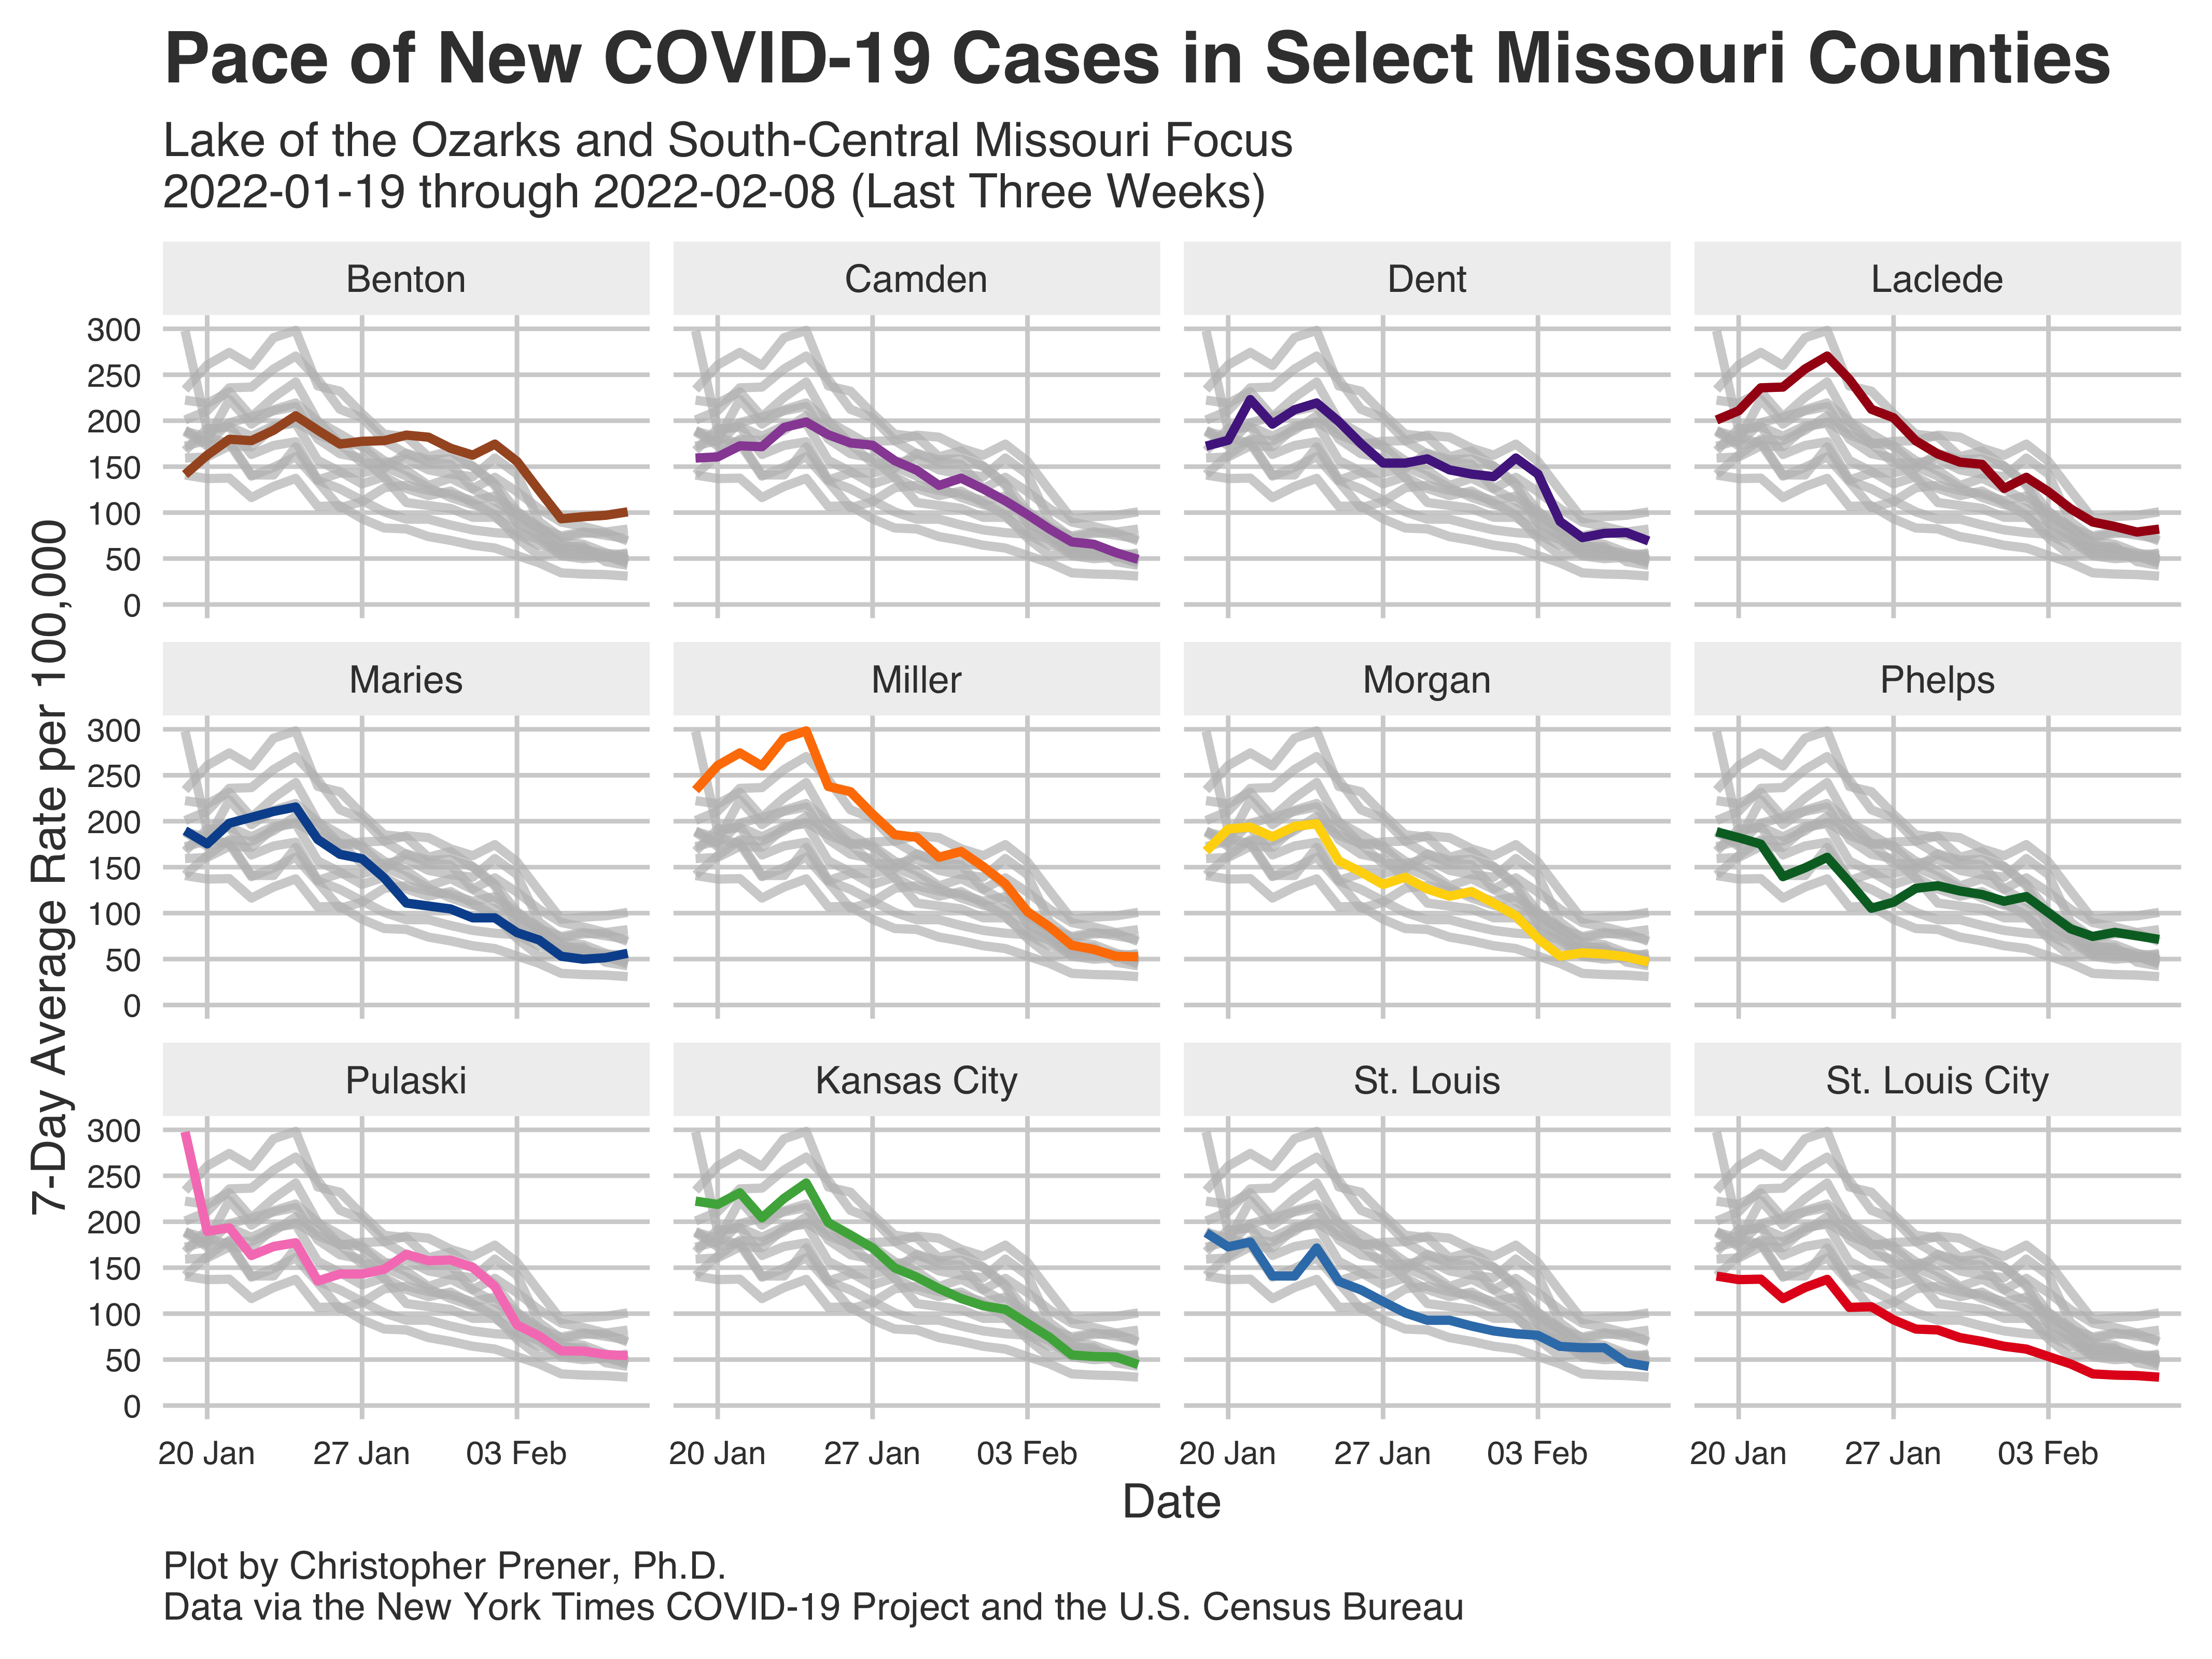 Pace of New COVID-19 Cases in Select Missouri Counties
Lake of the Ozarks and South-Central Missouri Focus
2022-01-19 through 2022-02-08 (Last Three Weeks)
7-Day Average Rate per 100,000
Benton
Camden
Dent
Laclede
300
250
200
150
100
50
0
Maries
Miller
Morgan
Phelps
300
250
200
150
100
50
0
Pulaski
Kansas City
St. Louis
St. Louis City
300
250
200
150
100
50
0
20 Jan 27 Jan 03 Feb
20 Jan 27 Jan 03 Feb
20 Jan 27 Jan 03 Feb
20 Jan 27 Jan 03 Feb
Date
Plot by Christopher Prener, Ph.D.
Data via the New York Times COVID-19 Project and the U.S. Census Bureau